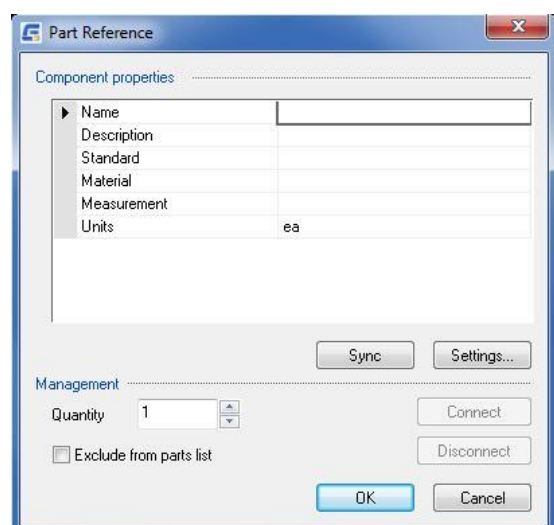 Part Reference
Component properties
Name
Description
Standard
Material
Measurement
Units ea
Sync Settings...
Management
Quantity 1 Connect
Exclude from parts list Disconnect
OK Cancel